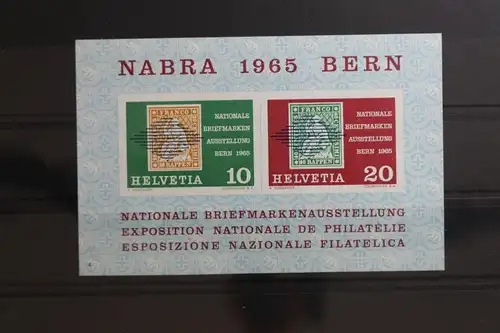 NABRA 1965 BERN
FRANCO
RAPPEN
NATIONALE
BRIEFMARKEN
AUSSTELLUNG
BERN 1965
HELVETIA 10
FRANCO
RAPPEN
NATIONALE
BRIEFMARKEN
AUSSTELLUNG
BERN 1965
HELVETIA 20
NATIONALE BRIEFMARKENAUSSTELLUNG
EXPOSITION NATIONALE DE PHILATÉLIE
ESPOSIZIONE NAZIONALE FILATELICA